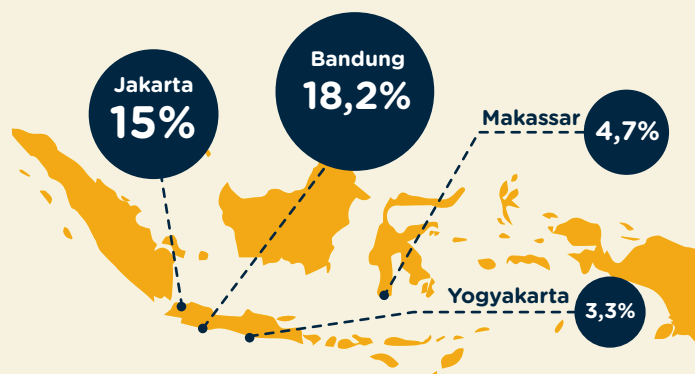 Jakarta
15%
Bandung
18,2%
Makassar
4,7%
Yogyakarta
3,3%